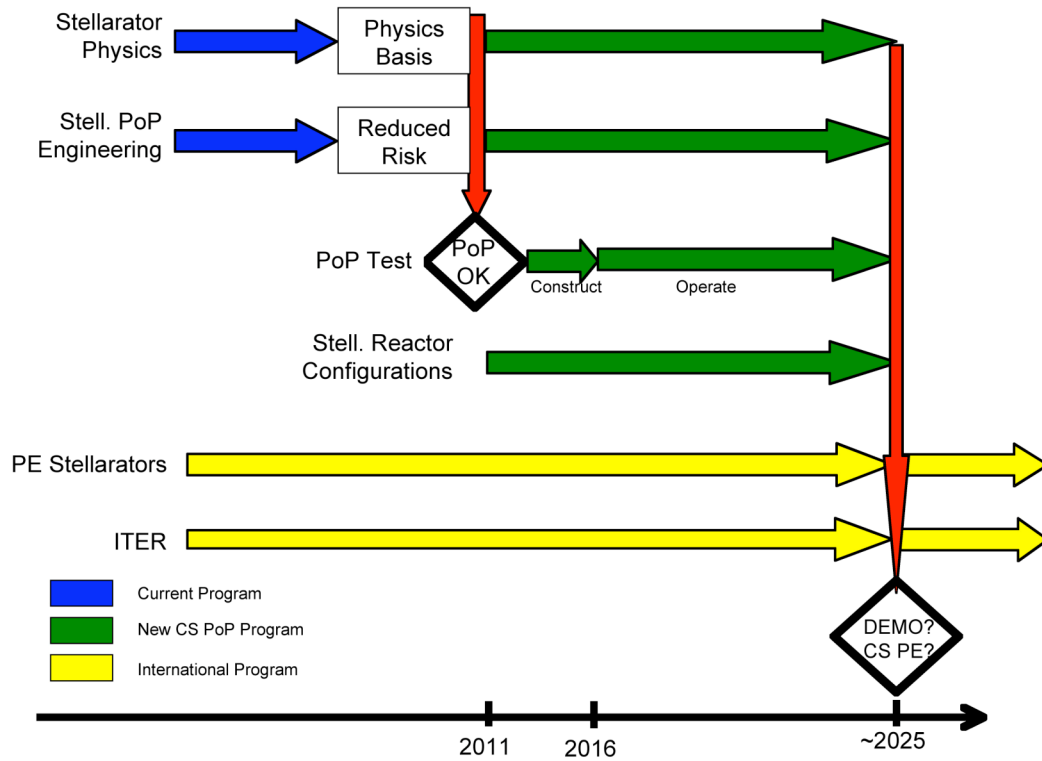 Stellarator
Physics
Physics
Basis
Stell. PoP
Engineering
Reduced
Risk
PoP Test
PoP
OK
Construct
Operate
Stell. Reactor
Configurations
PE Stellarators
ITER
Current Program
New CS PoP Program
International Program
DEMO?
CS PE?
2011
2016
~2025